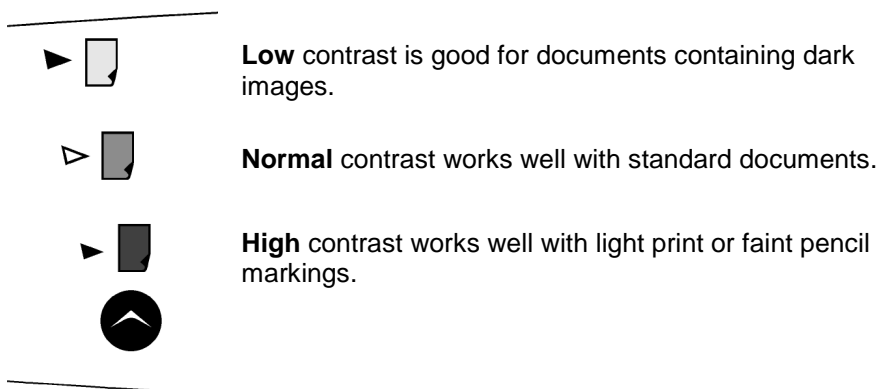 Low contrast is good for documents containing dark
images.
Normal contrast works well with standard documents.
High contrast works well with light print or faint pencil
markings.